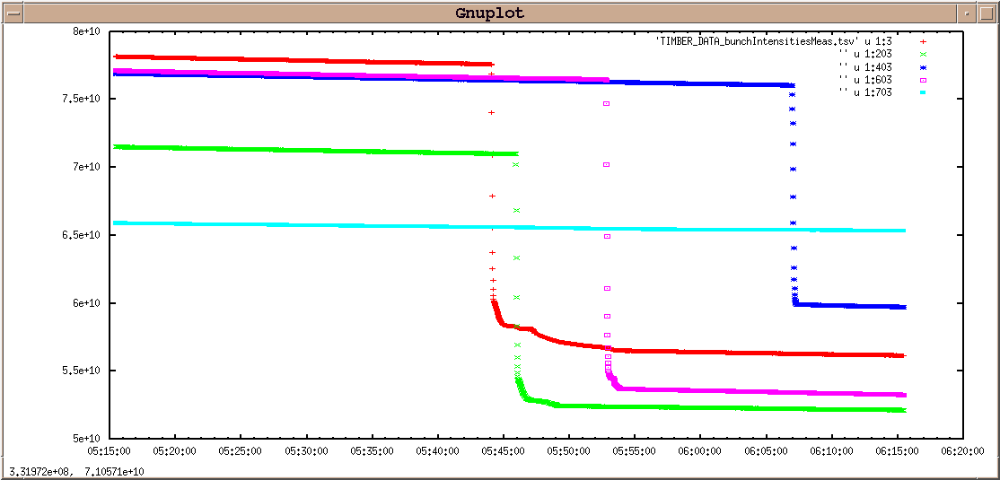 Gnuplot
8e+10
7.5e+10
7e+10
6.5e+10
6e+10
5.5e+10
5e+10
'TIMBER_DATA_bunchIntensitiesMeas.tsv' u 1:3
'' u 1:203
'' u 1:403
'' u 1:603
'' u 1:703
05:15:00 05:20:00 05:25:00 05:30:00 05:35:00 05:40:00 05:45:00 05:50:00 05:55:00 06:00:00 06:05:00 06:10:00 06:15:00 06:20:00
3.31972e+08, 7.10571e+10